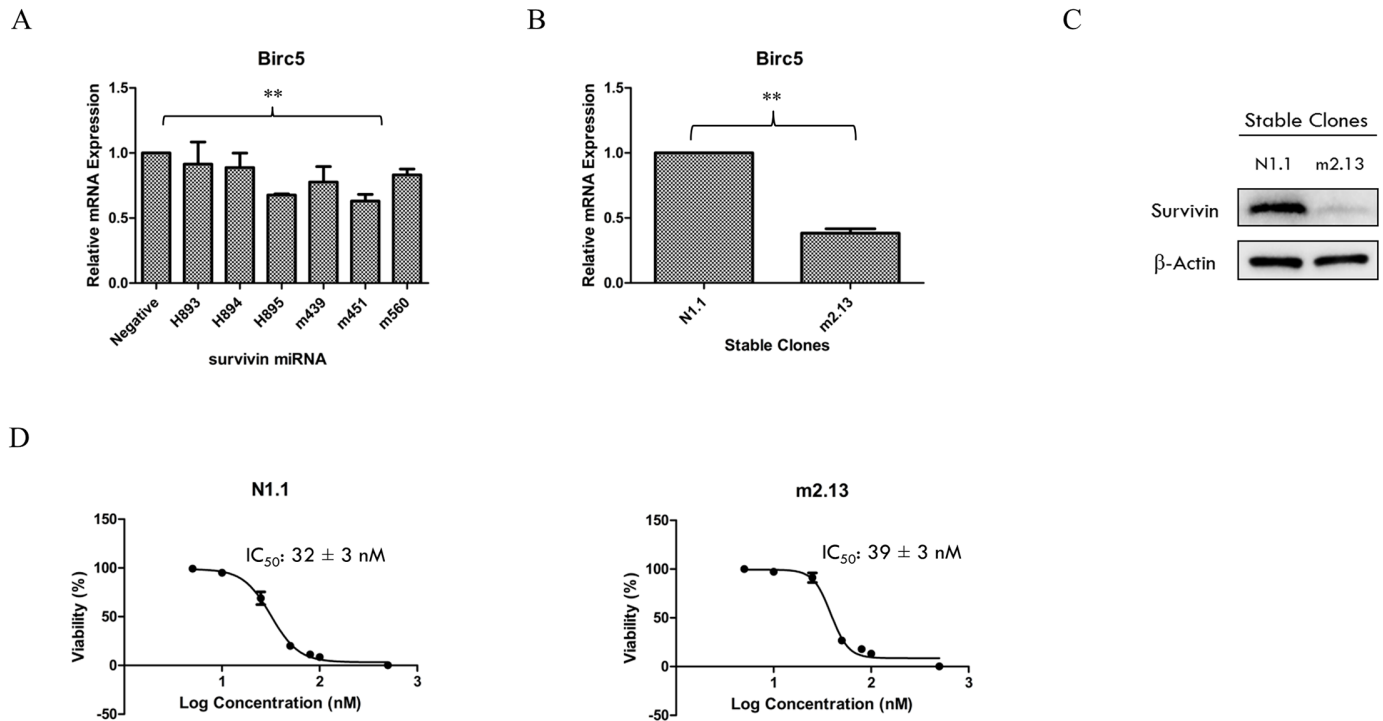 A
Birc5
**
Relative mRNA Expression
1.5
1.0
0.5
0.0
Negative
H893
H894
H895
m439
m451
m560
survivin miRNA
B
Birc5
**
Relative mRNA Expression
1.5
1.0
0.5
0.0
N1.1
m2.13
Stable Clones
C
Stable Clones
N1.1 m2.13
Survivin
β-Actin
D
N1.1
IC50: 32 ± 3 nM
Viability (%)
150
100
50
0
-50
1 2 3
Log Concentration (nM)
m2.13
IC50: 39 ± 3 nM
Viability (%)
150
100
50
0
-50
1 2 3
Log Concentration (nM)